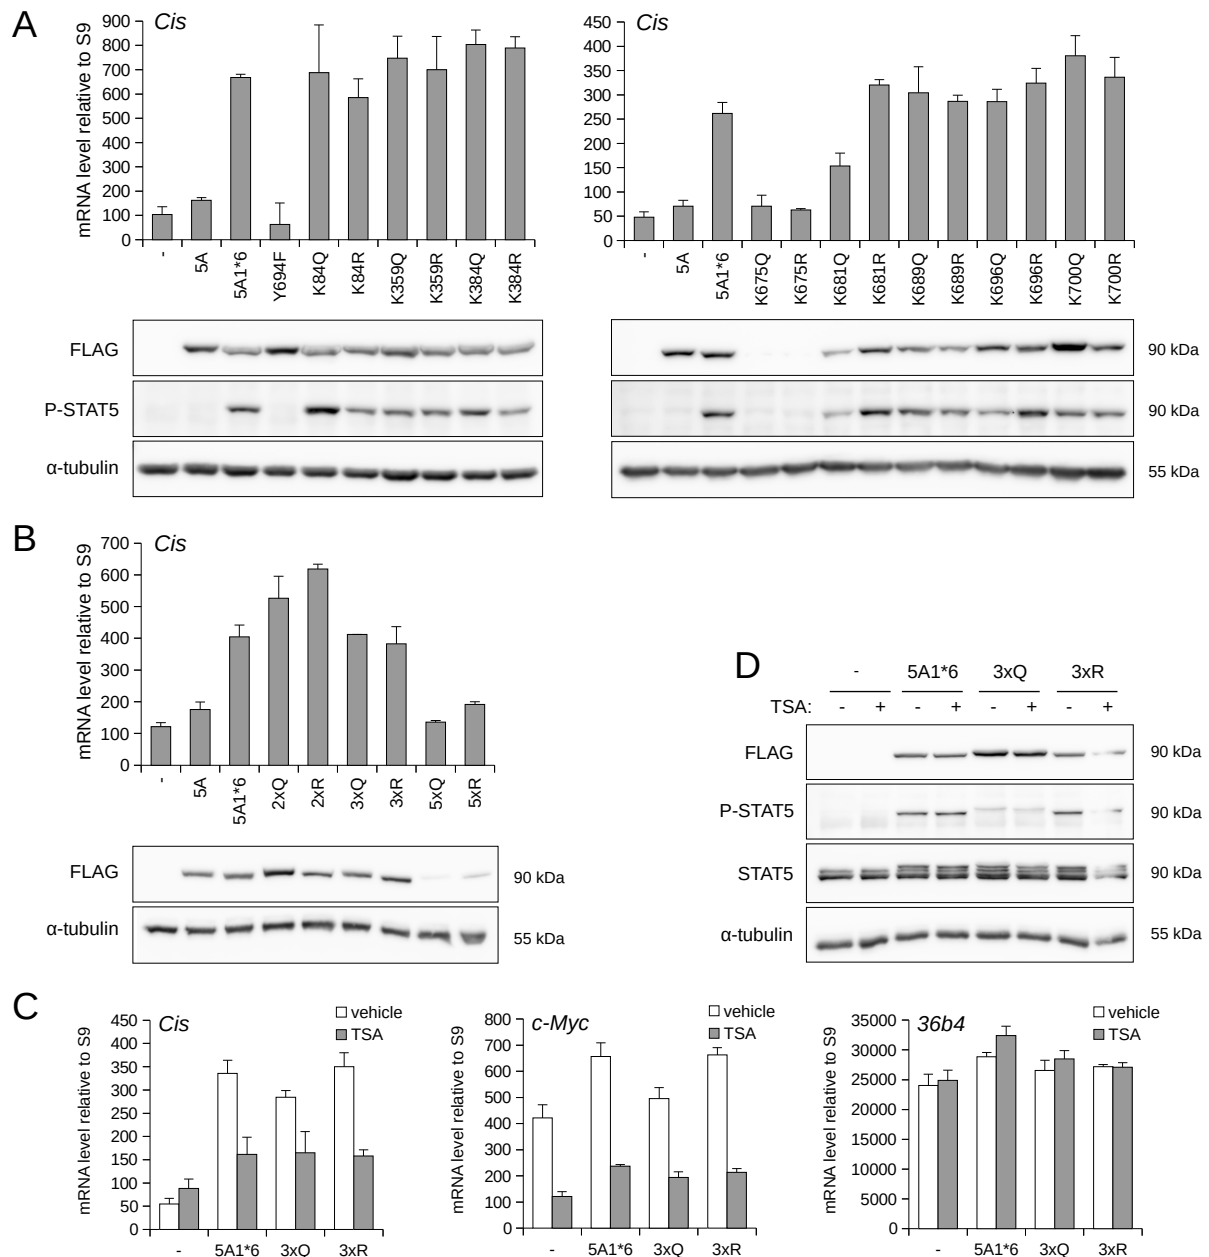 A
Cis
mRNA level relative to S9
900
800
700
600
500
400
300
200
100
0
-
5A
5A1*6
Y694F
K84Q
K84R
K359Q
K359R
K384Q
K384R
Cis
450
400
350
300
250
200
150
100
50
0
-
5A
5A1*6
K675Q
K675R
K681Q
K681R
K689Q
K689R
K696Q
K696R
K700Q
K700R
FLAG
90 kDa
P-STAT5
90 kDa
α-tubulin
55 kDa
B
Cis
mRNA level relative to S9
700
600
500
400
300
200
100
0
-
5A
5A1*6
2xQ
2xR
3xQ
3xR
5xQ
5xR
FLAG
90 kDa
α-tubulin
55 kDa
D
- 5A1*6 3xQ 3xR
TSA: - + - + - + - +
FLAG
90 kDa
P-STAT5
90 kDa
STAT5
90 kDa
α-tubulin
55 kDa
C
Cis
vehicle
TSA
mRNA level relative to S9
450
400
350
300
250
200
150
100
50
0
- 5A1*6 3xQ 3xR
c-Myc
vehicle
TSA
mRNA level relative to S9
800
700
600
500
400
300
200
100
0
- 5A1*6 3xQ 3xR
36b4
vehicle
TSA
mRNA level relative to S9
35000
30000
25000
20000
15000
10000
5000
0
- 5A1*6 3xQ 3xR